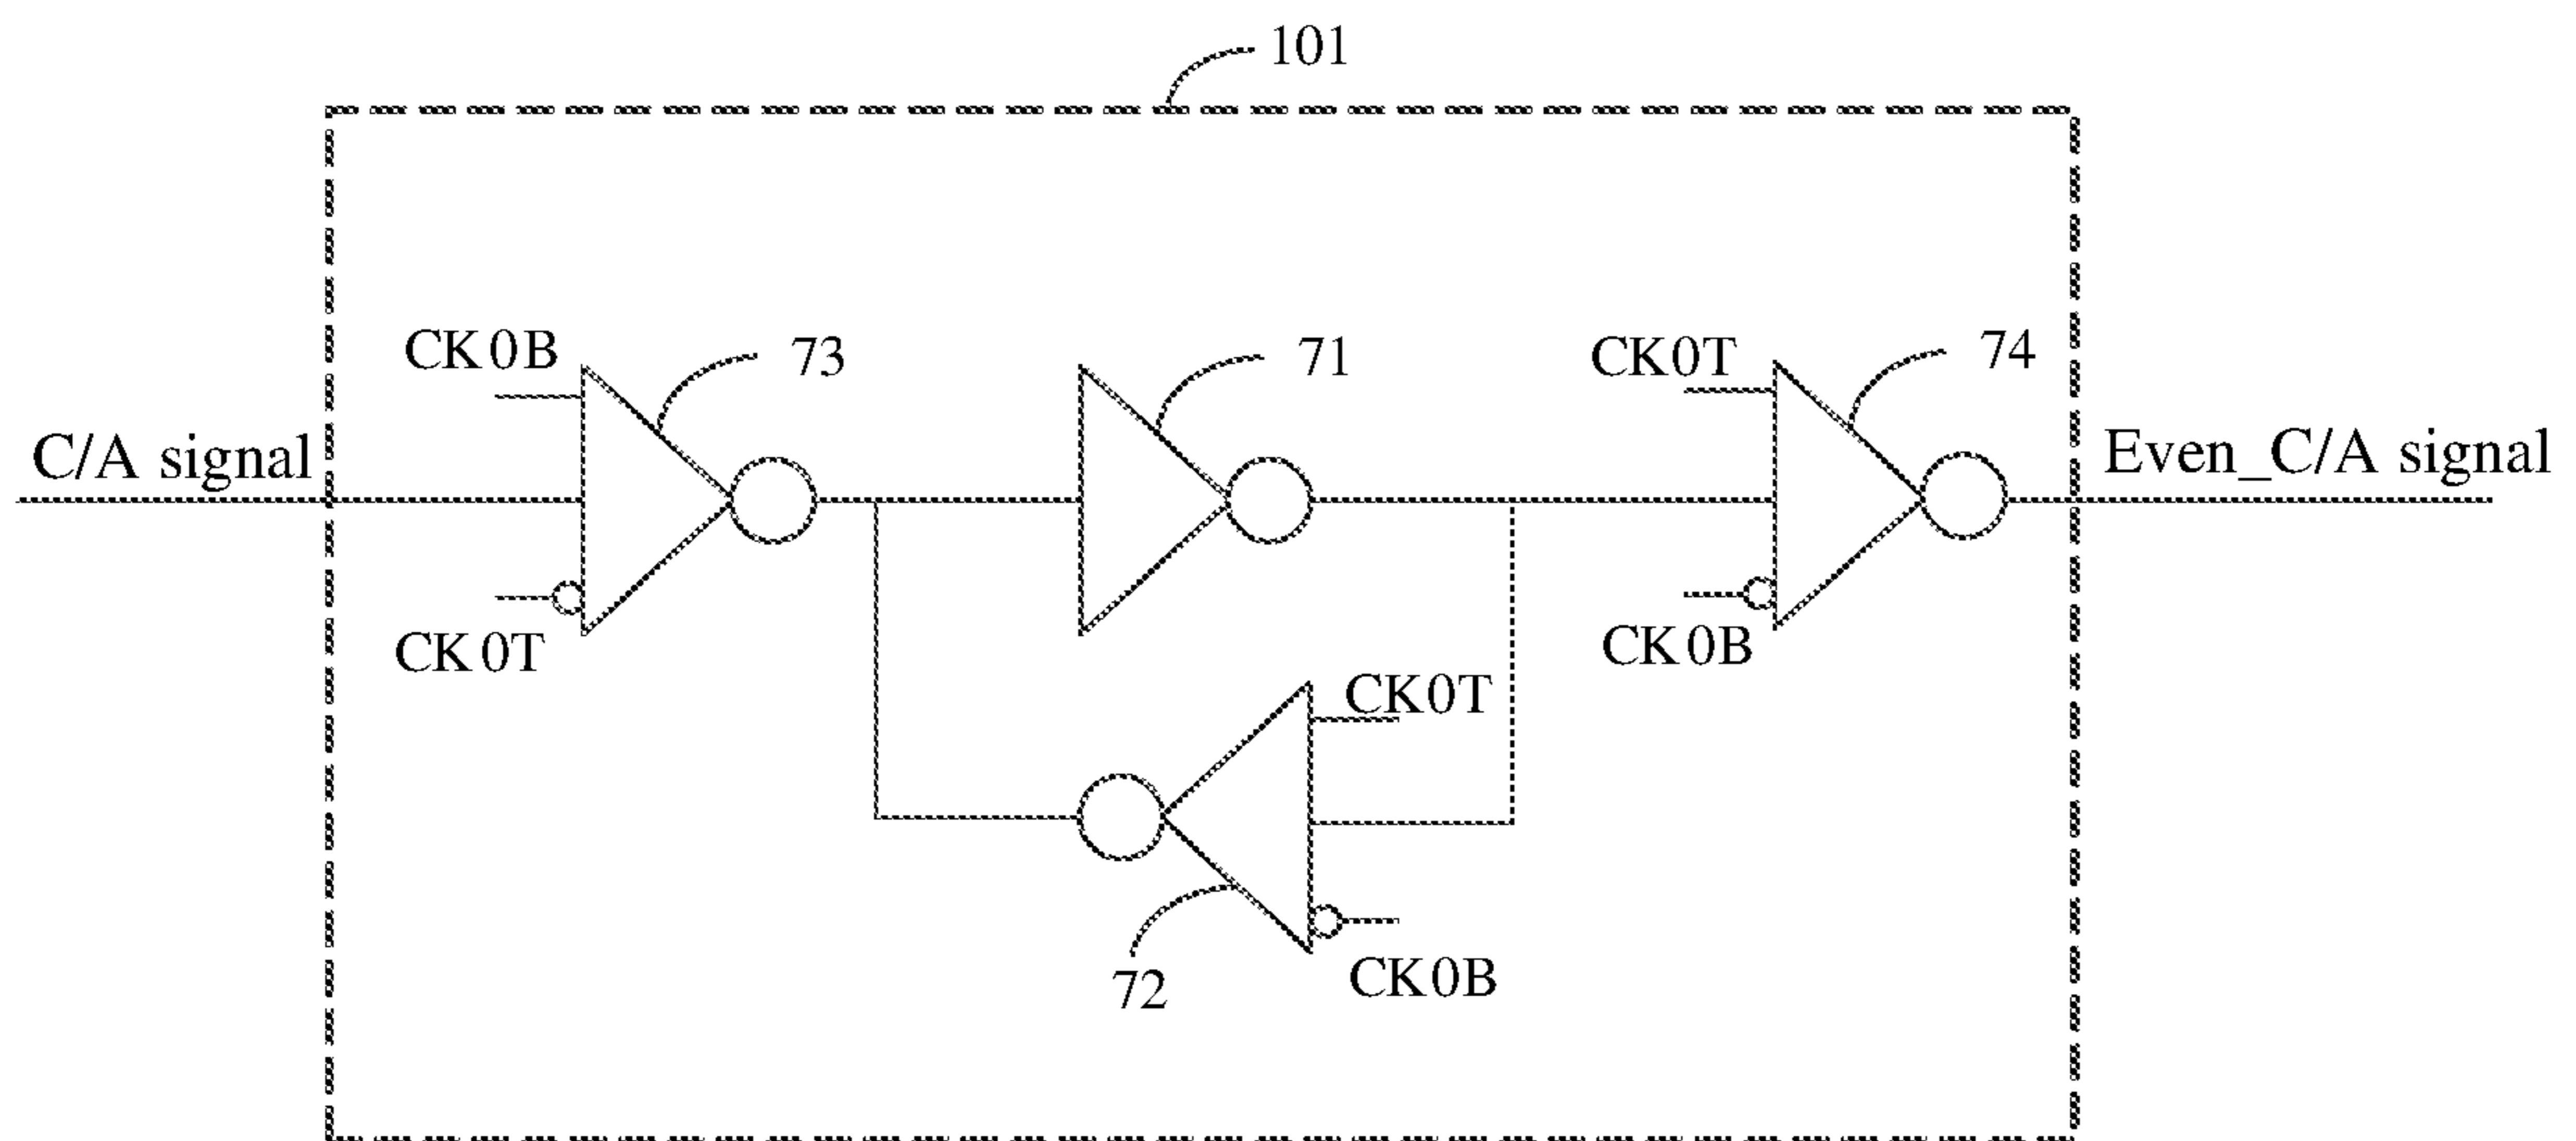 101
CK0B
73
71
CK0T
74
C/A signal
Even_C/A signal
CK0T
CK0B
CK0T
72
CK0B